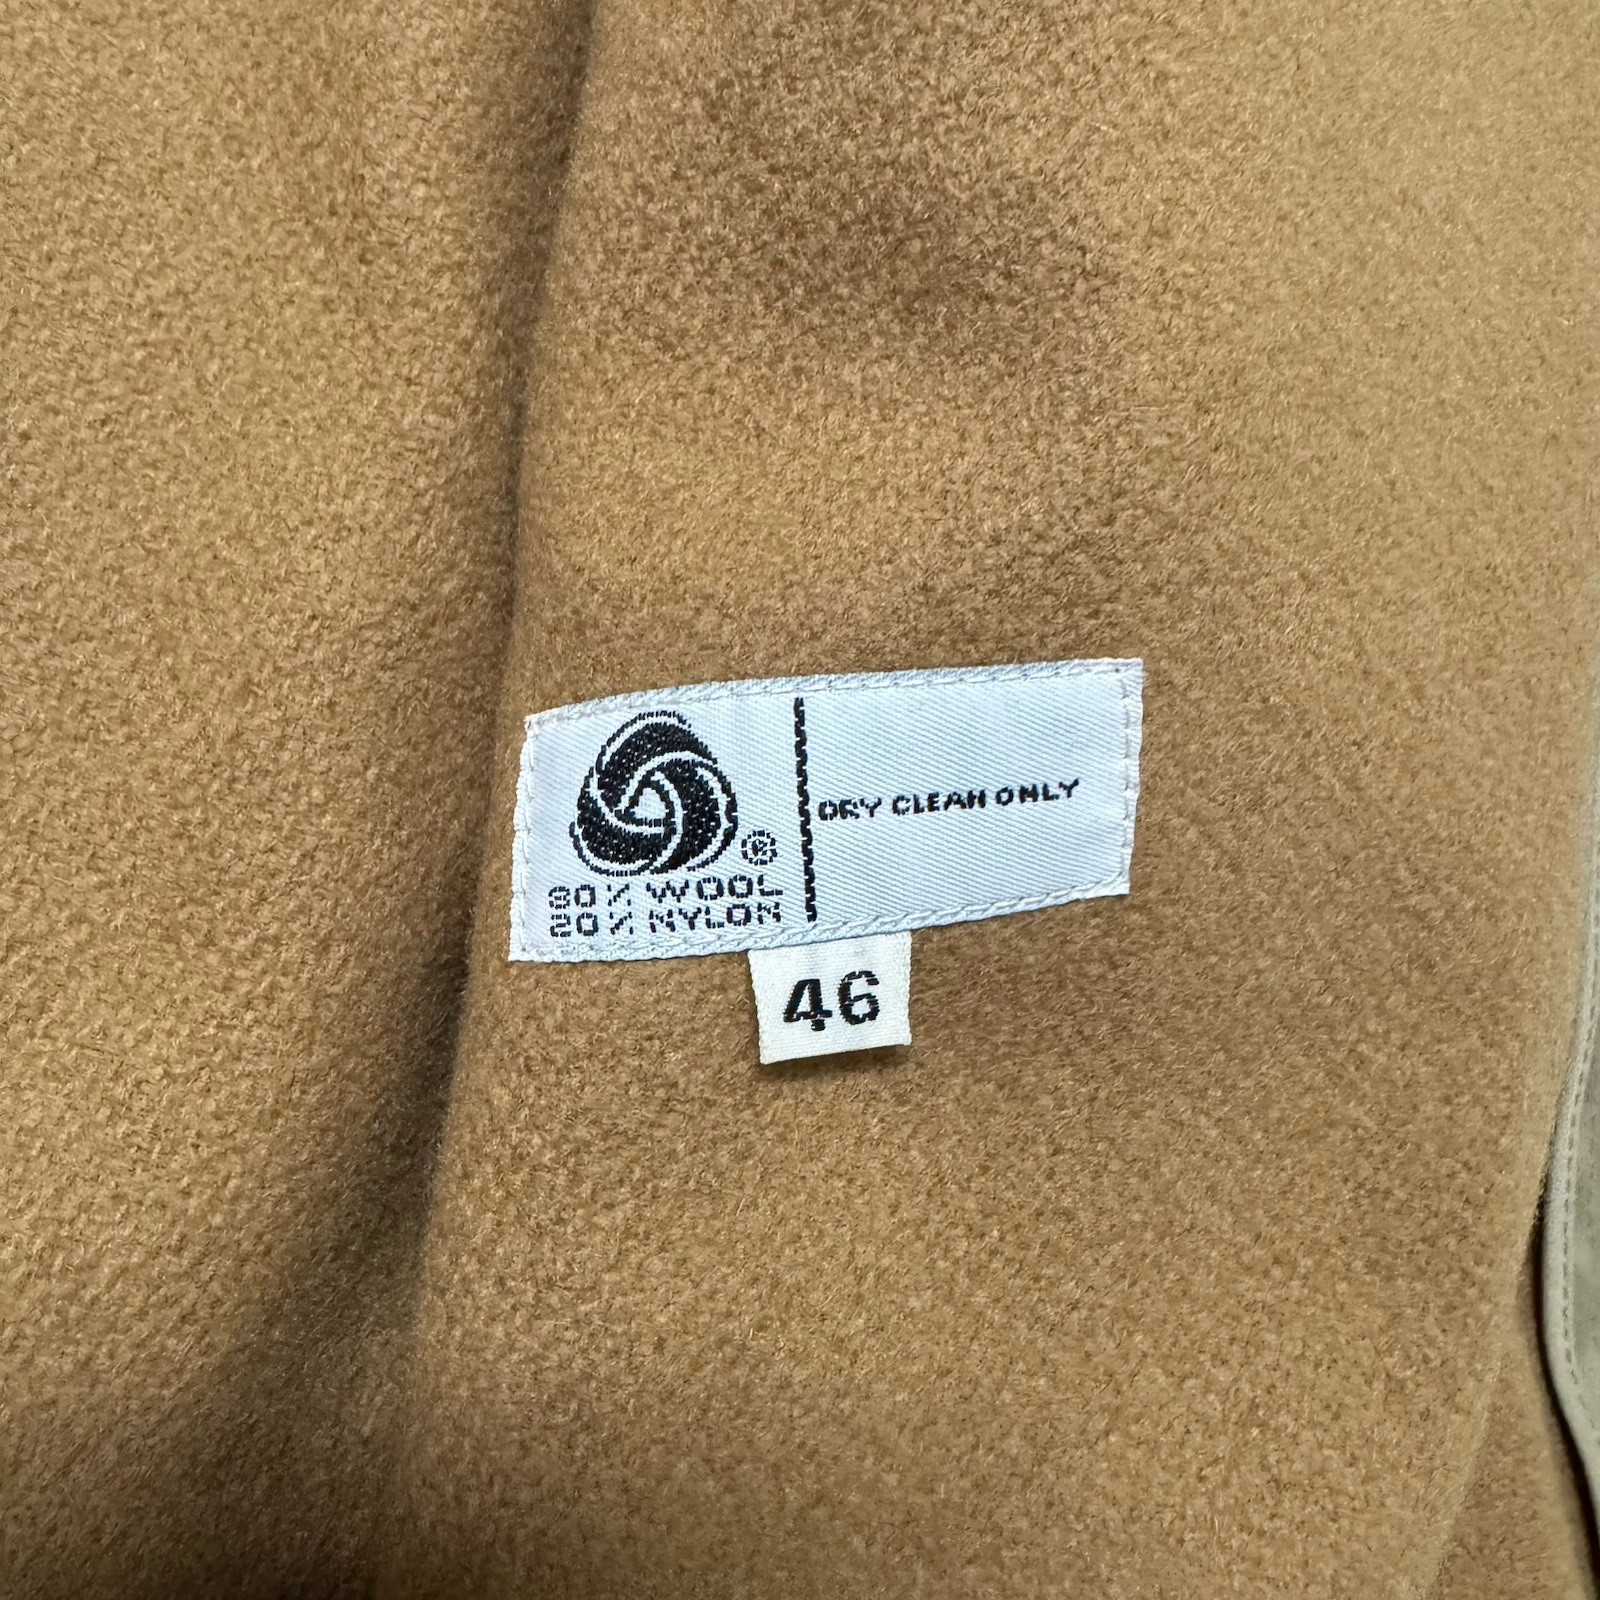 ®
80% WOOL
20% NYLON
DRY CLEAN ONLY
46